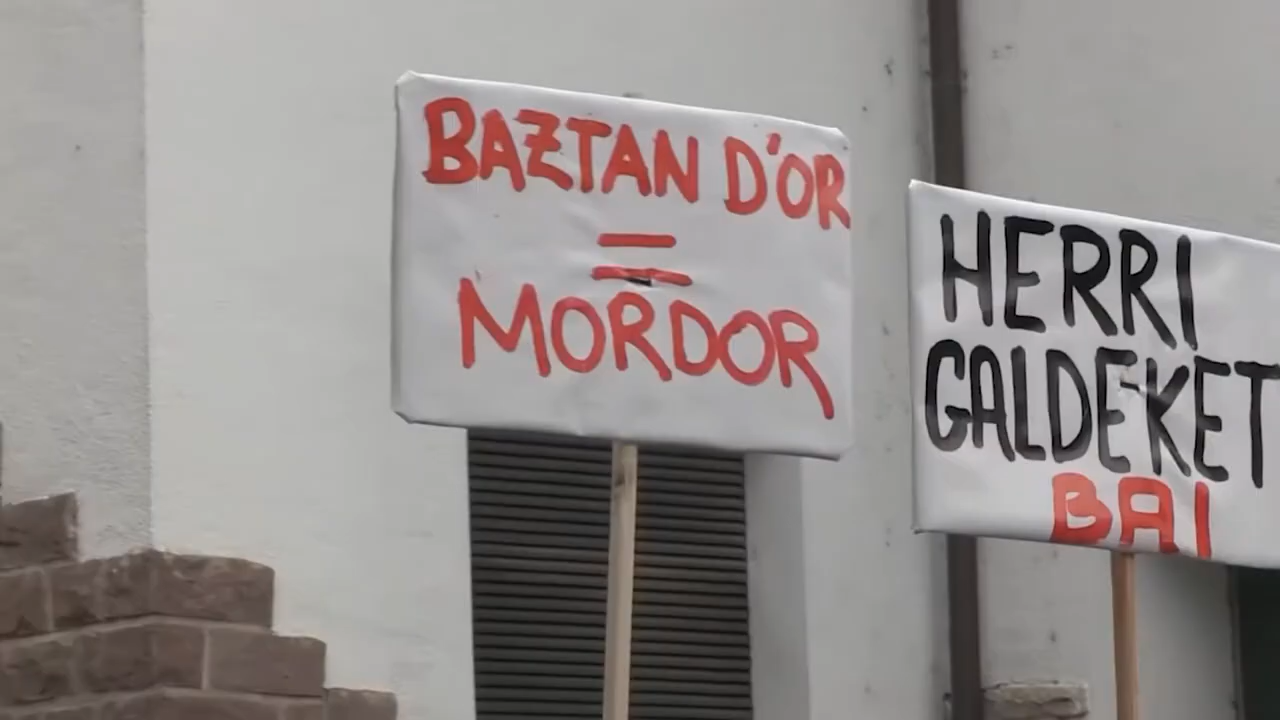 BAZTAN D'OR
=
MORDOR
HERRI
GALDEKET
BAI